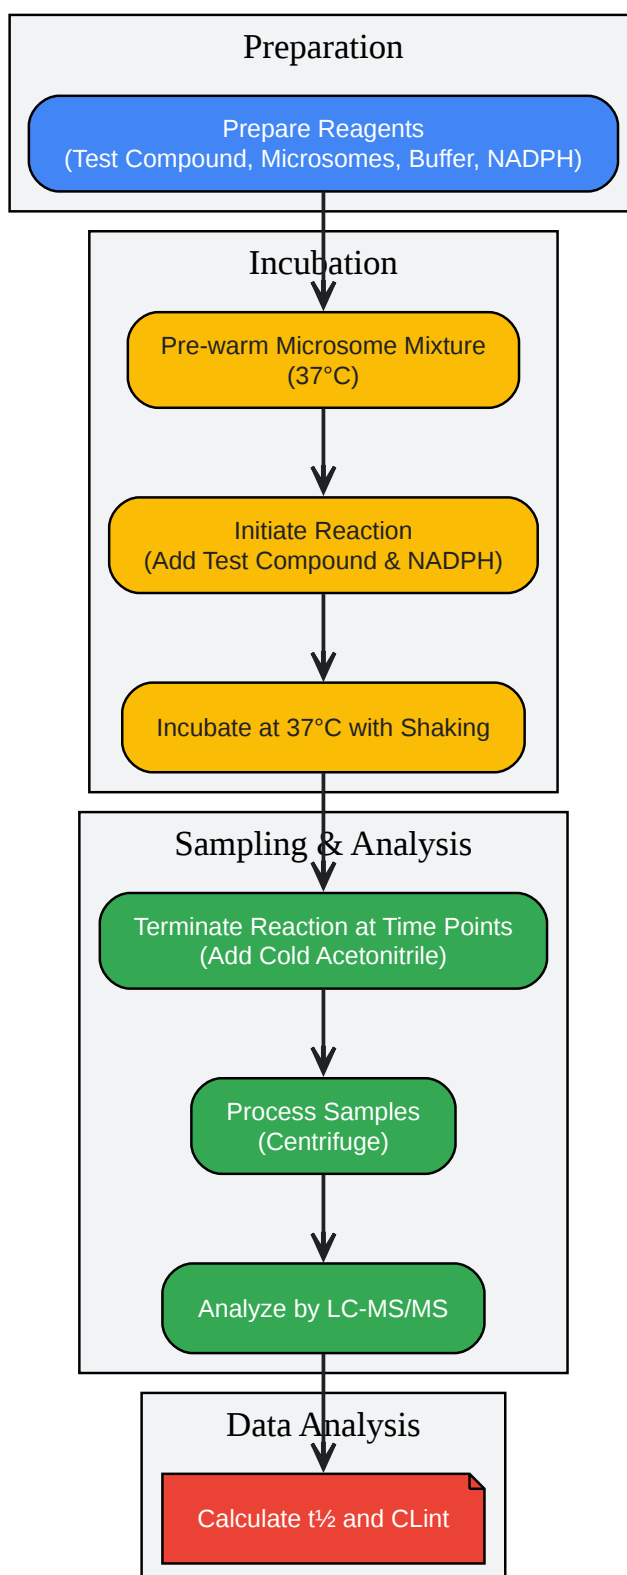 Preparation
Prepare Reagents
(Test Compound, Microsomes, Buffer, NADPH)
Incubation
Pre-warm Microsome Mixture
(37°C)
Initiate Reaction
(Add Test Compound & NADPH)
Incubate at 37°C with Shaking
Sampling & Analysis
Terminate Reaction at Time Points
(Add Cold Acetonitrile)
Process Samples
(Centrifuge)
Analyze by LC-MS/MS
Data Analysis
Calculate t½ and CLint